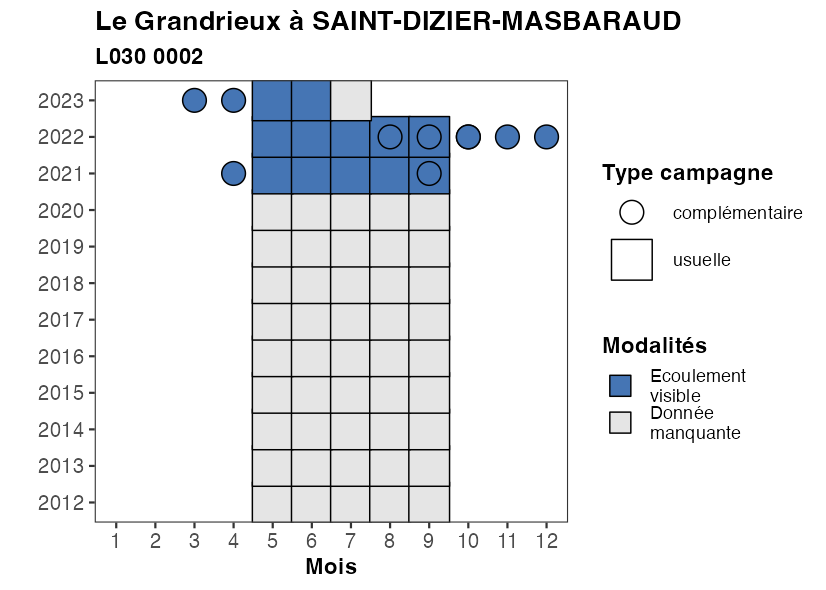 Le Grandrieux à SAINT-DIZIER-MASBARAUD
L030 0002
2023
2022
2021
2020
2019
2018
2017
2016
2015
2014
2013
2012
1 2 3 4 5 6 7 8 9 10 11 12
Mois
Type campagne
complémentaire
usuelle
Modalités
Ecoulement
visible
Donnée
manquante